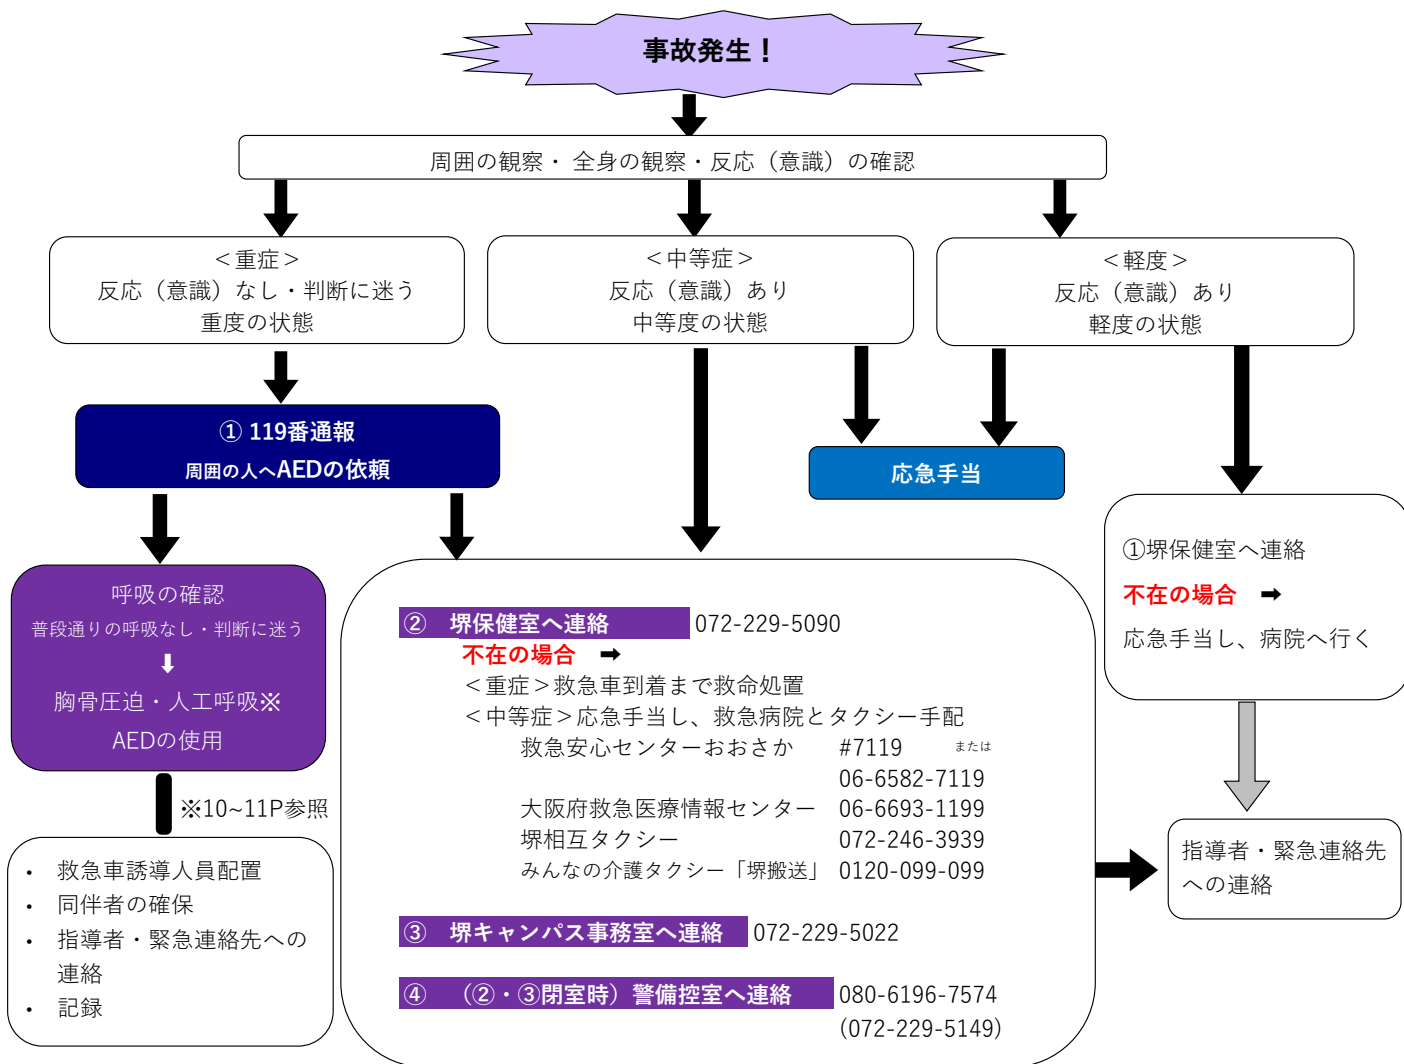 事故発生！
周囲の観察・ 全身の観察・反応（意識）の確認
＜重症＞
反応（意識）なし・判断に迷う
重度の状態
＜中等症＞
反応（意識）あり
中等度の状態
＜軽度＞
反応（意識）あり
軽度の状態
① 119番通報
周囲の人へAEDの依頼
応急手当
呼吸の確認
普段通りの呼吸なし・判断に迷う
⬇
胸骨圧迫・人工呼吸※
AEDの使用
※10~11P参照
• 救急車誘導人員配置
• 同伴者の確保
• 指導者・緊急連絡先への
連絡
• 記録
② 堺保健室へ連絡 072-229-5090
不在の場合 ➡
＜重症＞救急車到着まで救命処置
＜中等症＞応急手当し、救急病院とタクシー手配
救急安心センターおおさか #7119 または
06-6582-7119
大阪府救急医療情報センター 06-6693-1199
堺相互タクシー 072-246-3939
みんなの介護タクシー「堺搬送」 0120-099-099
③ 堺キャンパス事務室へ連絡 072-229-5022
④ （②・③閉室時）警備控室へ連絡 080-6196-7574
(072-229-5149)
①堺保健室へ連絡
不在の場合 ➡
応急手当し、病院へ行く
指導者・緊急連絡先
への連絡